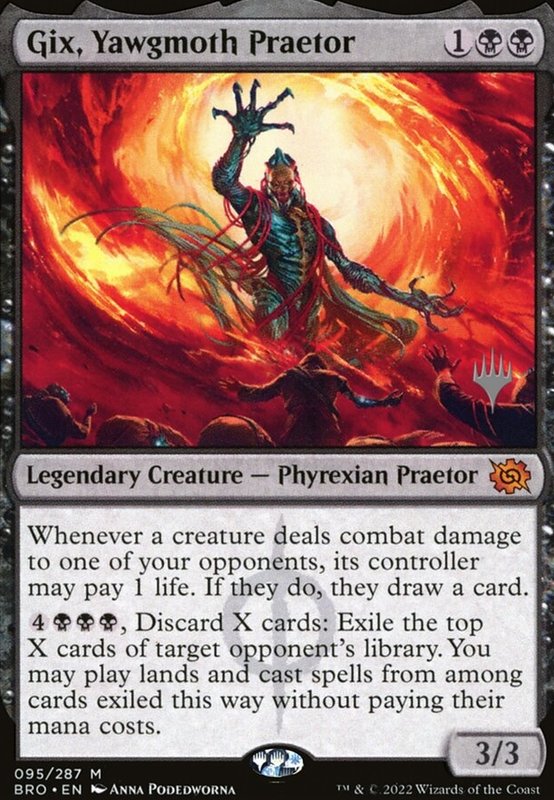 Gix, Yawgmoth Praetor 1
Legendary Creature — Phyrexian Praetor
Whenever a creature deals combat damage
to one of your opponents, its controller
may pay 1 life. If they do, they draw a card.
4, Discard X cards: Exile the top
X cards of target opponent's library. You
may play lands and cast spells from among
cards exiled this way without paying their
mana costs.
3/3
095/287 M
BRO • EN Anna Podedworna
™ & © 2022 Wizards of the Coast